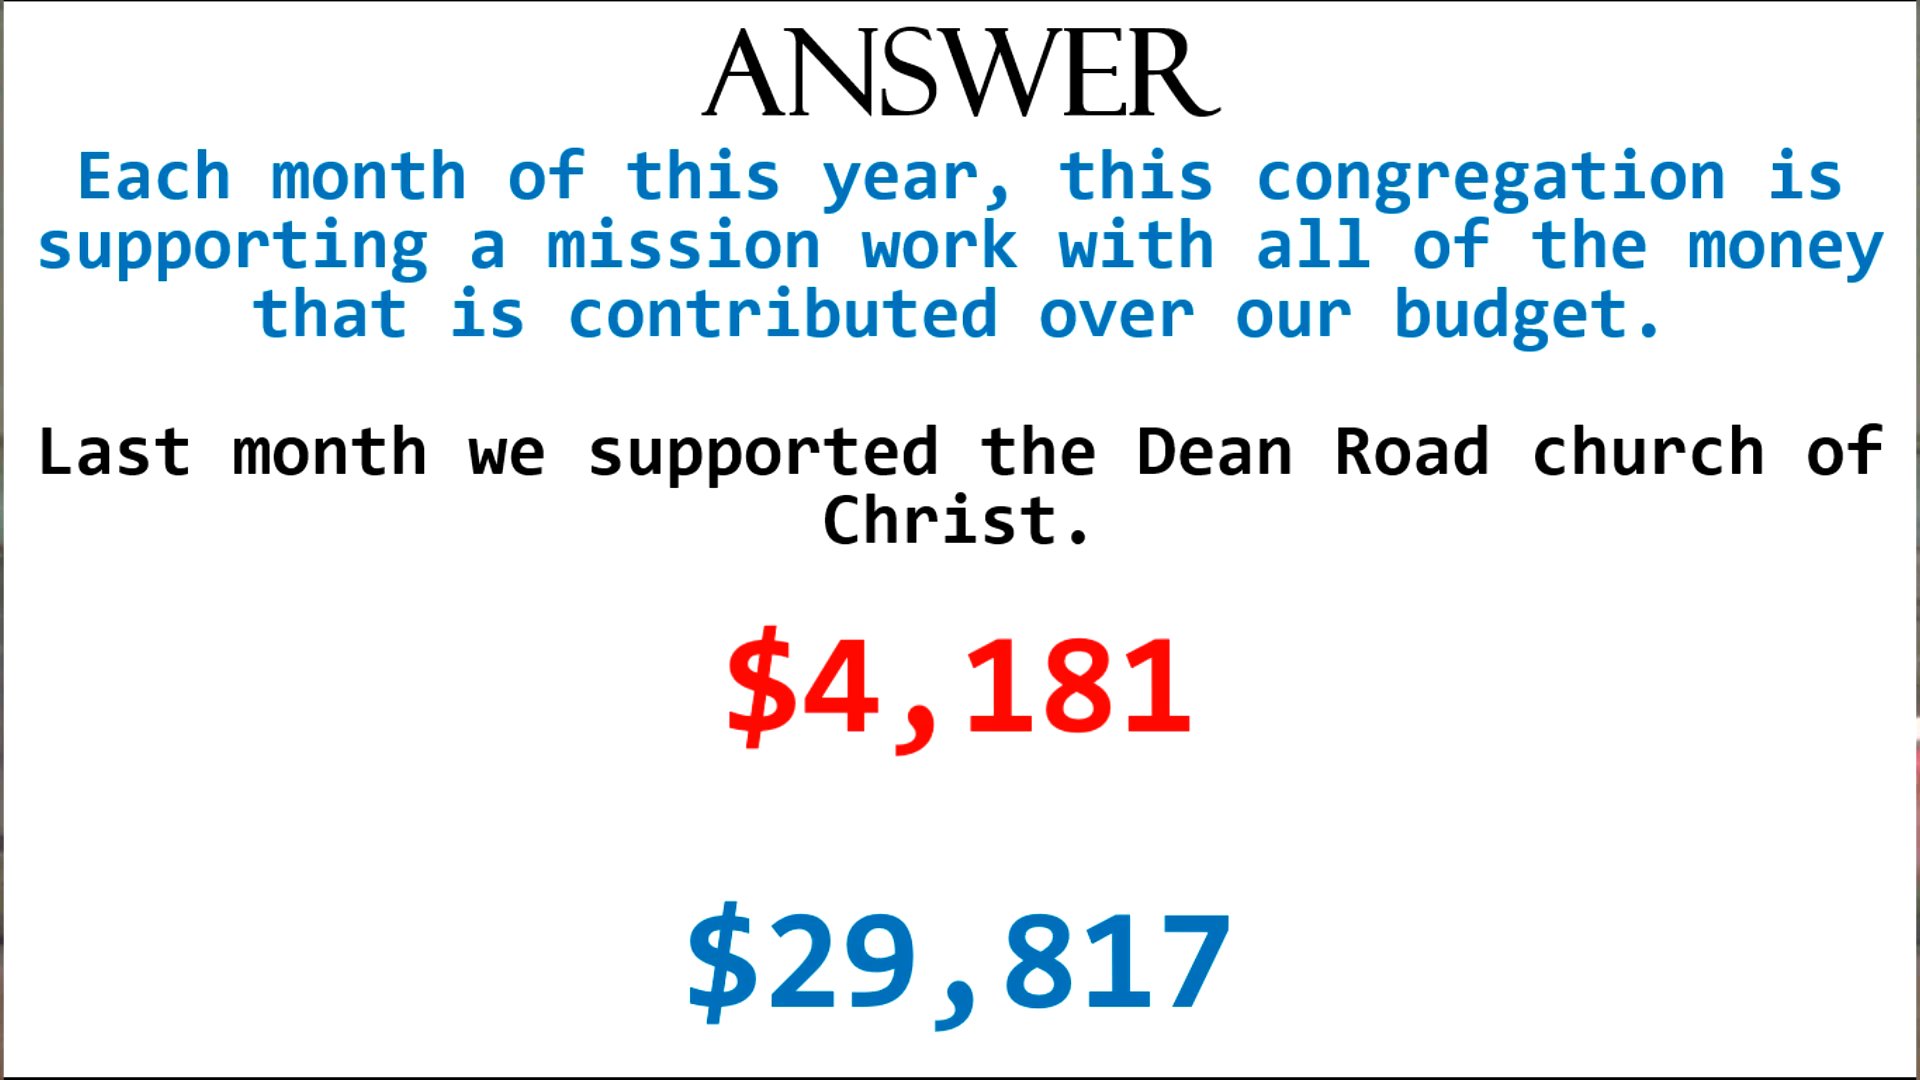 ANSWER
Each month of this year, this congregation is
supporting a mission work with all of the money
that is contributed over our budget.
Last month we supported the Dean Road church of
Christ.
$4,181
$29,817